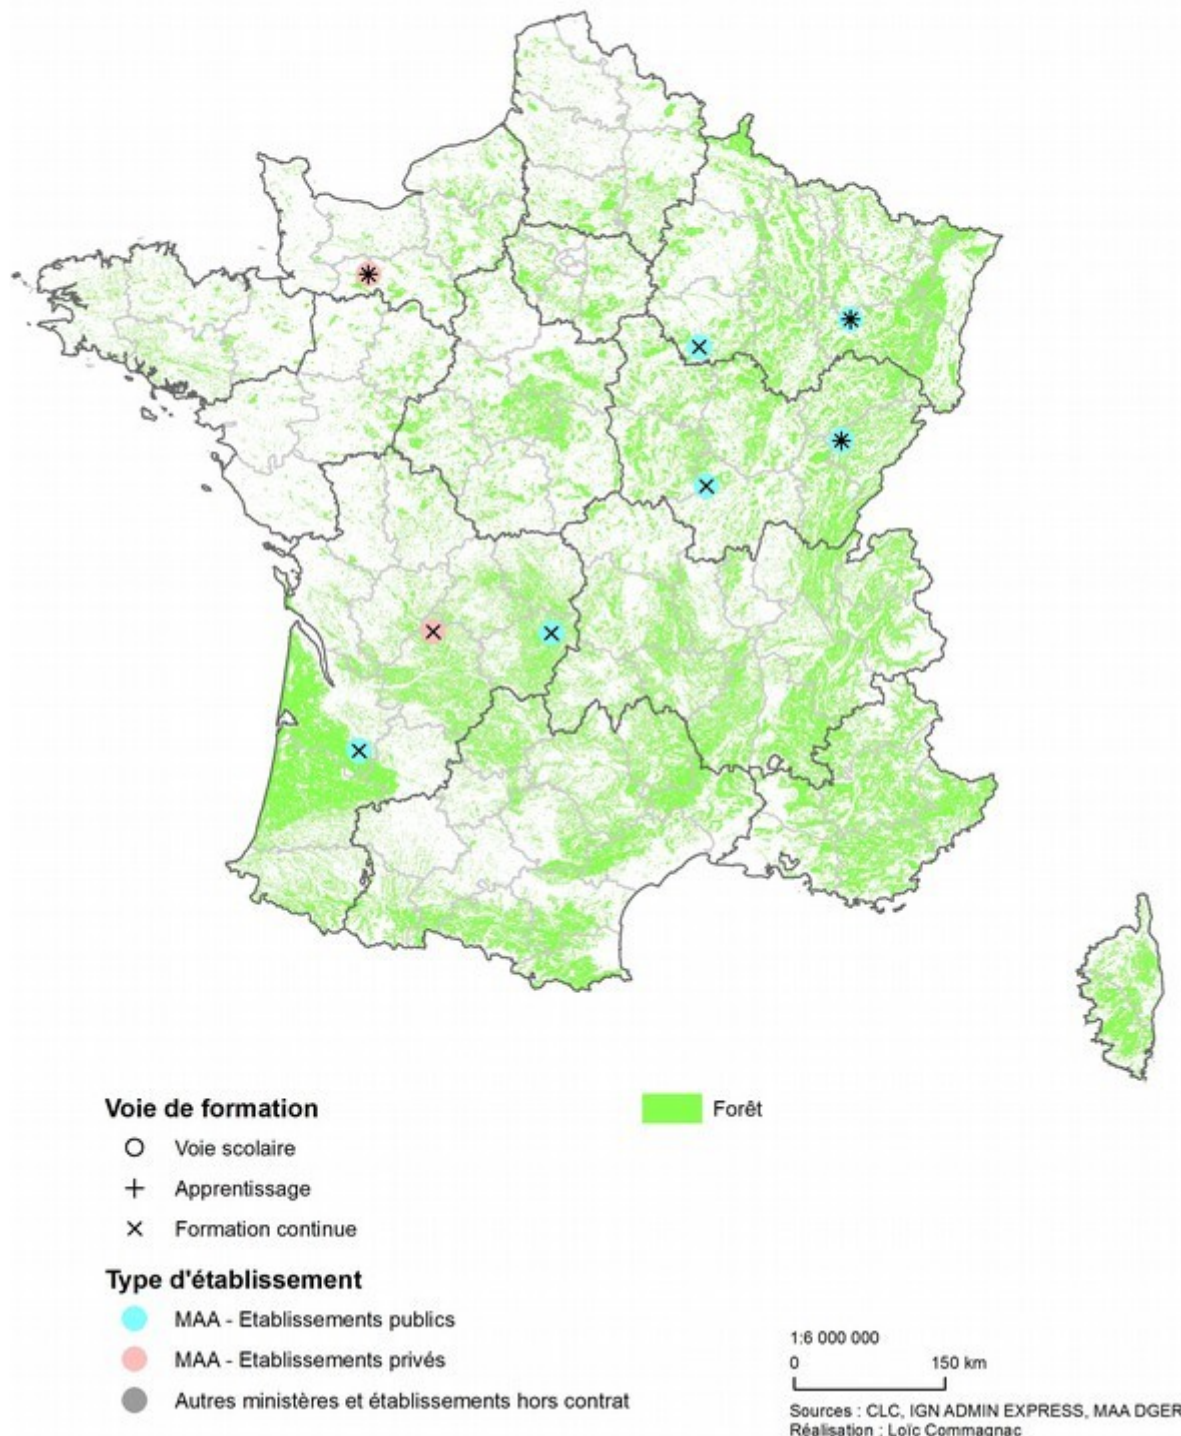 Voie de formation
Voie scolaire
Apprentissage
Formation continue
Type d'établissement
MAA - Etablissements publics
MAA - Etablissements privés
Autres ministères et établissements hors contrat
Forêt
1:6 000 000
0 150 km
Sources : CLC, IGN ADMIN EXPRESS, MAA DGER
Réalisation : Loïc Commagnac